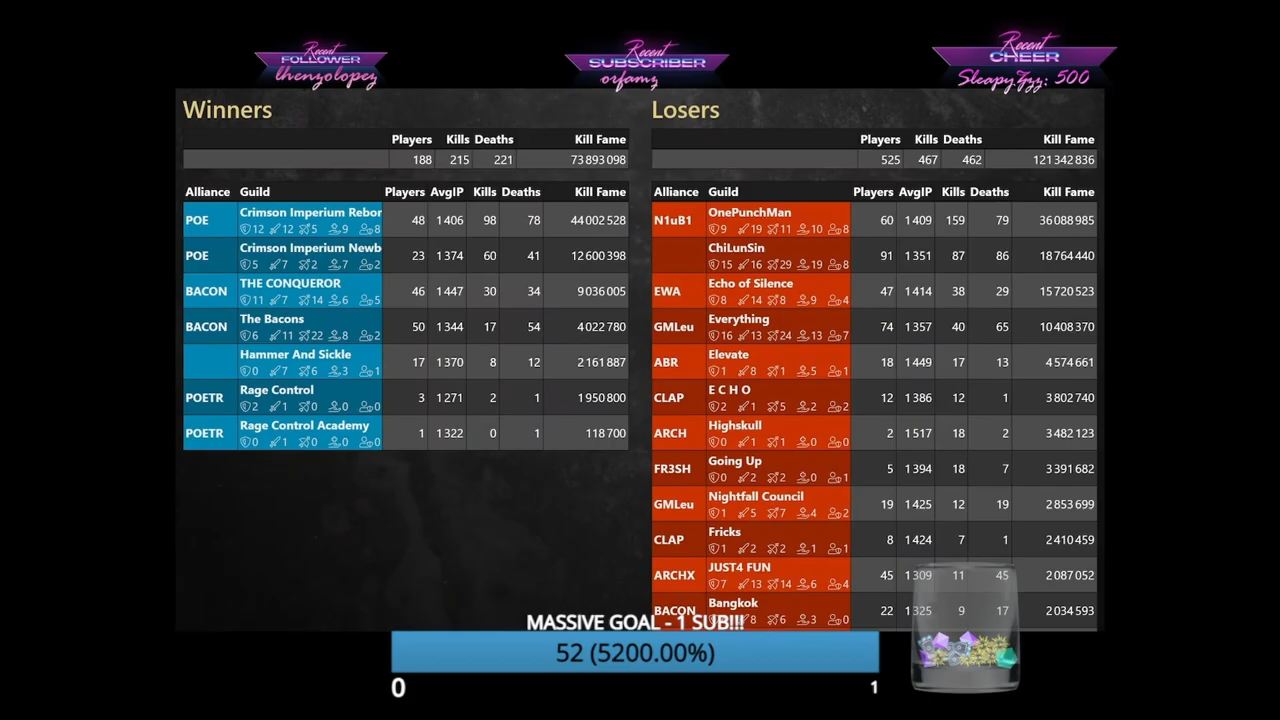 Recent FOLLOWER
lhenzolopez
Recent SUBSCRIBER
orfamz
Recent CHEER
SleapyZzz: 500
Winners
Players Kills Deaths Kill Fame
188 215 221 73 893 098
Alliance Guild Players AvgIP Kills Deaths Kill Fame
POE Crimson Imperium Rebor 48 1 406 98 78 44 002 528
12 12 5 9 8
POE Crimson Imperium Newb 23 1 374 60 41 12 600 398
5 7 2 7 2
BACON THE CONQUEROR 46 1 447 30 34 9 036 005
11 7 14 6 5
BACON The Bacons 50 1 344 17 54 4 022 780
6 11 22 8 2
Hammer And Sickle 17 1 370 8 12 2 161 887
0 7 6 3 1
POETR Rage Control 3 1 271 2 1 1 950 800
2 1 0 0 0
POETR Rage Control Academy 1 1 322 0 1 118 700
0 1 0 0 0
Losers
Players Kills Deaths Kill Fame
525 467 462 121 342 836
Alliance Guild Players AvgIP Kills Deaths Kill Fame
N1uB1 OnePunchMan 60 1 409 159 79 36 088 985
9 19 11 10 8
ChiLunSin 91 1 351 87 86 18 764 440
15 16 29 19 8
EWA Echo of Silence 47 1 414 38 29 15 720 523
8 14 8 9 4
GMLeu Everything 74 1 357 40 65 10 408 370
16 13 24 13 7
ABR Elevate 18 1 449 17 13 4 574 661
1 8 1 5 1
CLAP E C H O 12 1 386 12 1 3 802 740
2 1 5 2 2
ARCH Highskull 2 1 517 18 2 3 482 123
0 1 1 0 0
FR3SH Going Up 5 1 394 18 7 3 391 682
0 2 2 0 1
GMLeu Nightfall Council 19 1 425 12 19 2 853 699
1 5 7 4 2
CLAP Fricks 8 1 424 7 1 2 410 459
1 2 2 1 1
ARCHX JUST4 FUN 45 1 309 11 45 2 087 052
7 13 14 6 4
BACON Bangkok 22 1 325 9 17 2 034 593
8 6 3 0
MASSIVE GOAL - 1 SUB!!!
52 (5200.00%)
0 1